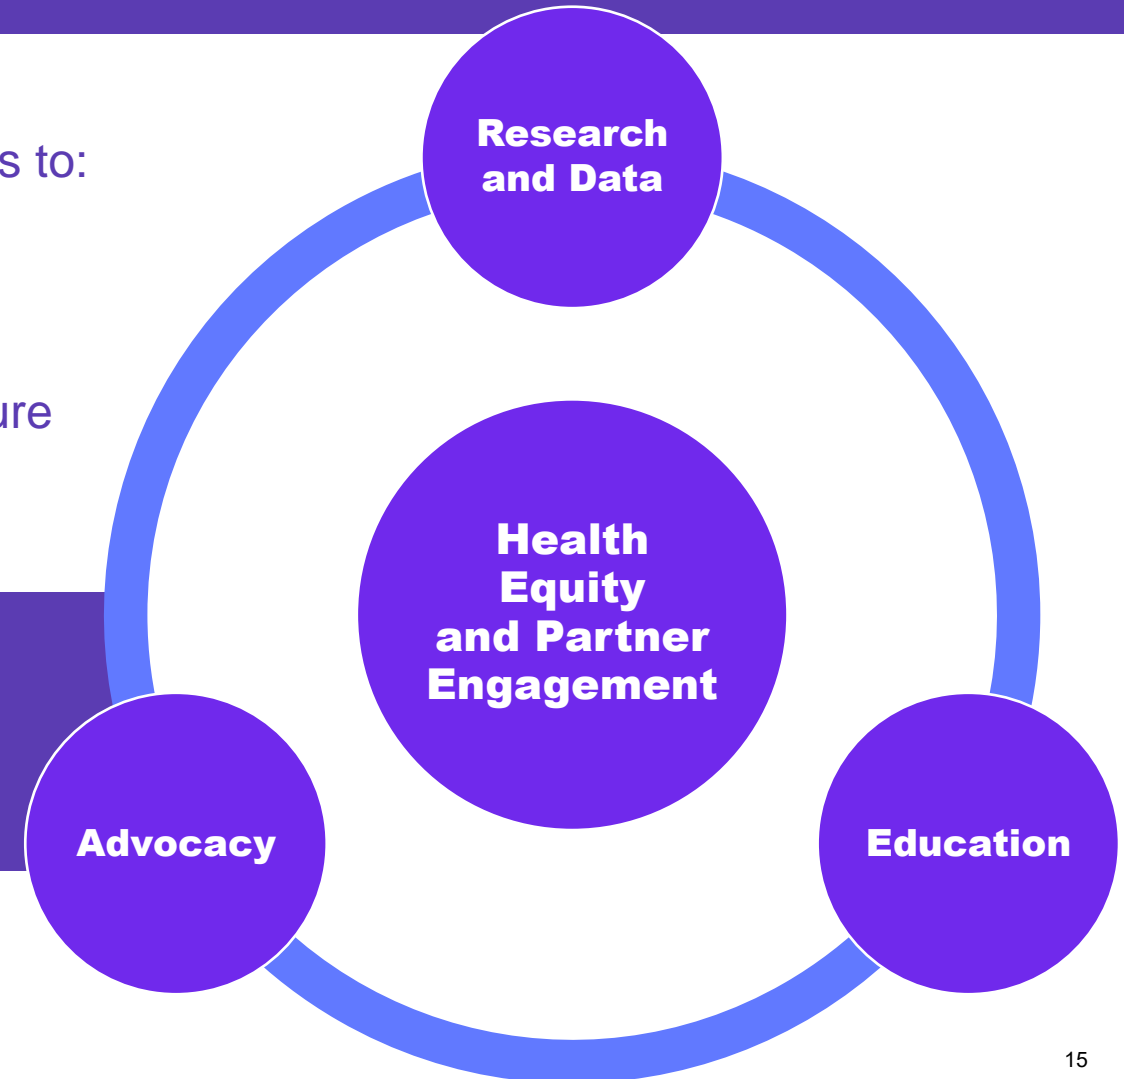 Research
and Data
s to:
ure
Health
Equity
and Partner
Engagement
Advocacy
Education
15